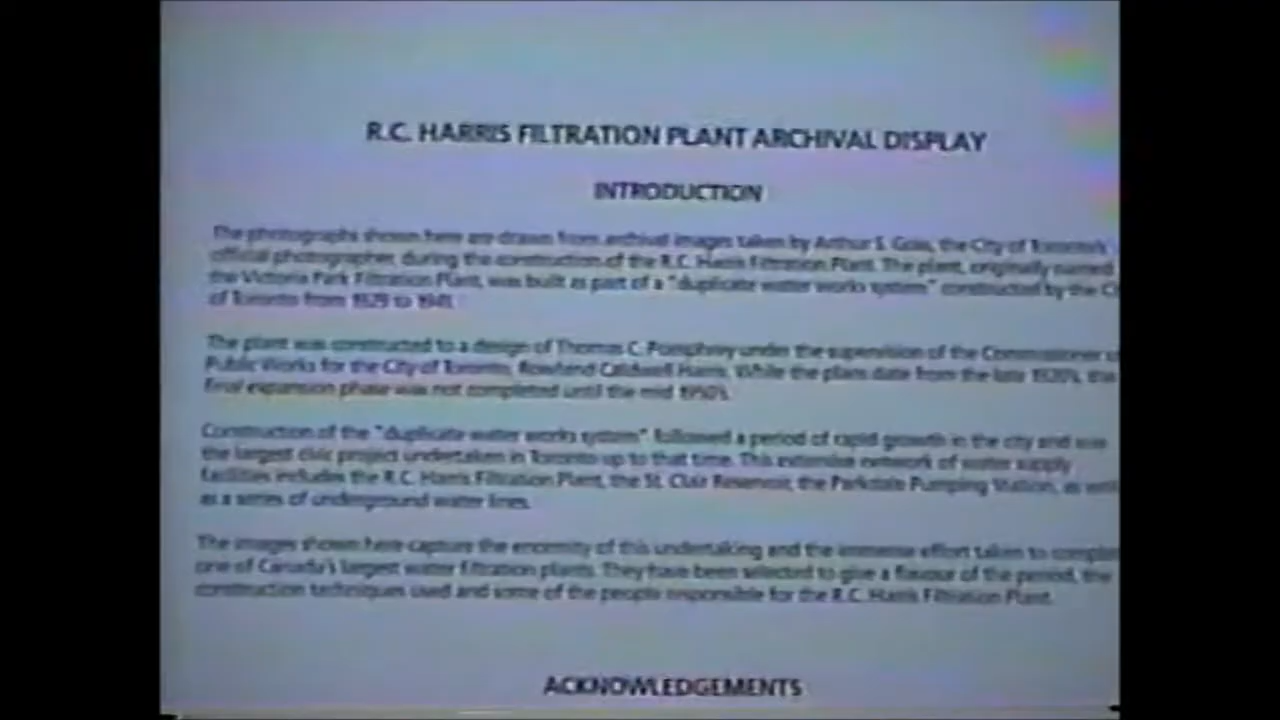 R.C. HARRIS FILTRATION PLANT ARCHIVAL DISPLAY
INTRODUCTION
The photographs shown here are drawn from archival images taken by Arthur S. Goss, the City of Toronto's
official photographer, during the construction of the R.C. Harris Filtration Plant. The plant, originally named
the Victoria Park Filtration Plant, was built as part of a "duplicate water works system" constructed by the
of Toronto from 1929 to 1941.
The plant was constructed to a design of Thomas C. Pomphrey under the supervision of the Commissioner
Public Works for the City of Toronto, Rowland Caldwell Harris. While the plans date from the late 1920's, the
final expansion phase was not completed until the mid 1950's.
Construction of the "duplicate water works system" followed a period of rapid growth in the city and was
the largest civic project undertaken in Toronto up to that time. This extensive network of water supply
facilities includes the R.C. Harris Filtration Plant, the St. Clair Reservoir, the Parkdale Pumping Station, as
as a series of underground water lines.
The images shown here capture the enormity of this undertaking and the immense effort taken to
one of Canada's largest water filtration plants. They have been selected to give a flavour of the period, the
construction techniques used and some of the people responsible for the R.C. Harris Filtration Plant.
ACKNOWLEDGEMENTS